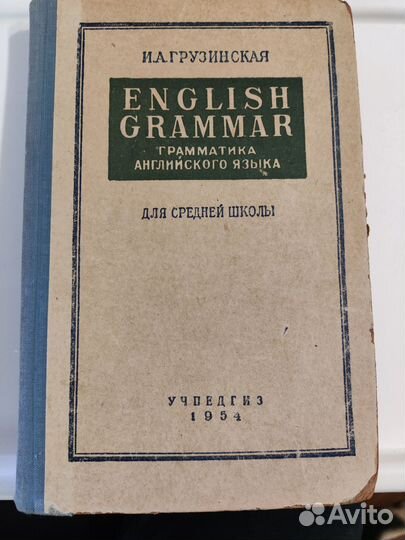 И.А.ГРУЗИНСКАЯ
ENGLISH
GRAMMAR
ГРАММАТИКА
АНГЛИЙСКОГО ЯЗЫКА
ДЛЯ СРЕДНЕЙ ШКОЛЫ
УЧПЕДГИЗ
1954
Avito